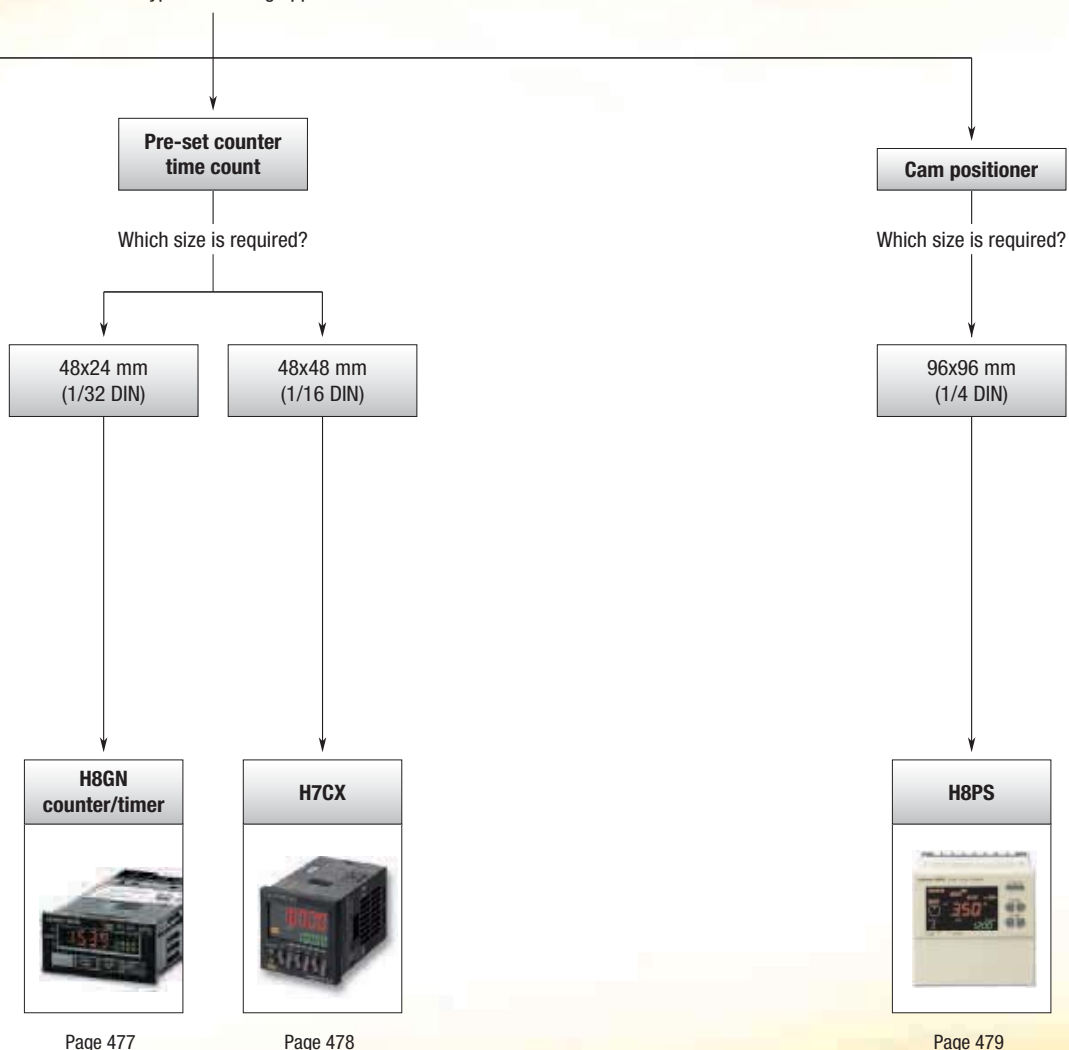 Pre-set counter
time count
Cam positioner
Which size is required?
Which size is required?
48x24 mm
(1/32 DIN)
48x48 mm
(1/16 DIN)
96x96 mm
(1/4 DIN)
H8GN
counter/timer
H7CX
H8PS
350
1200
Page 477
Page 478
Page 479